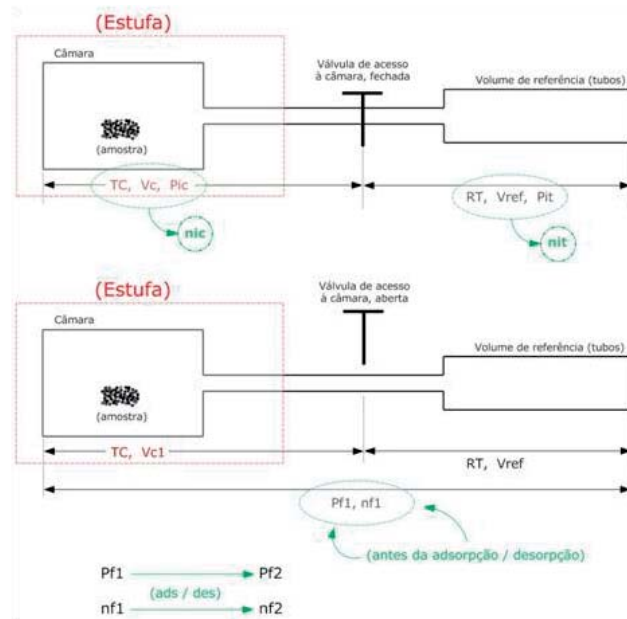 (Estufa)
Câmara
Válvula de acesso
à câmara, fechada
Volume de referência (tubos)
(amostra)
TC, Vc, Pic
RT, Vref, Pit
nic
nit
(Estufa)
Válvula de acesso
à câmara, aberta
Câmara
Volume de referência (tubos)
(amostra)
TC, Vc1
RT, Vref
Pf1, nf1
(antes da adsorpção / desorpção)
Pf1
Pf2
(ads / des)
nf1
nf2